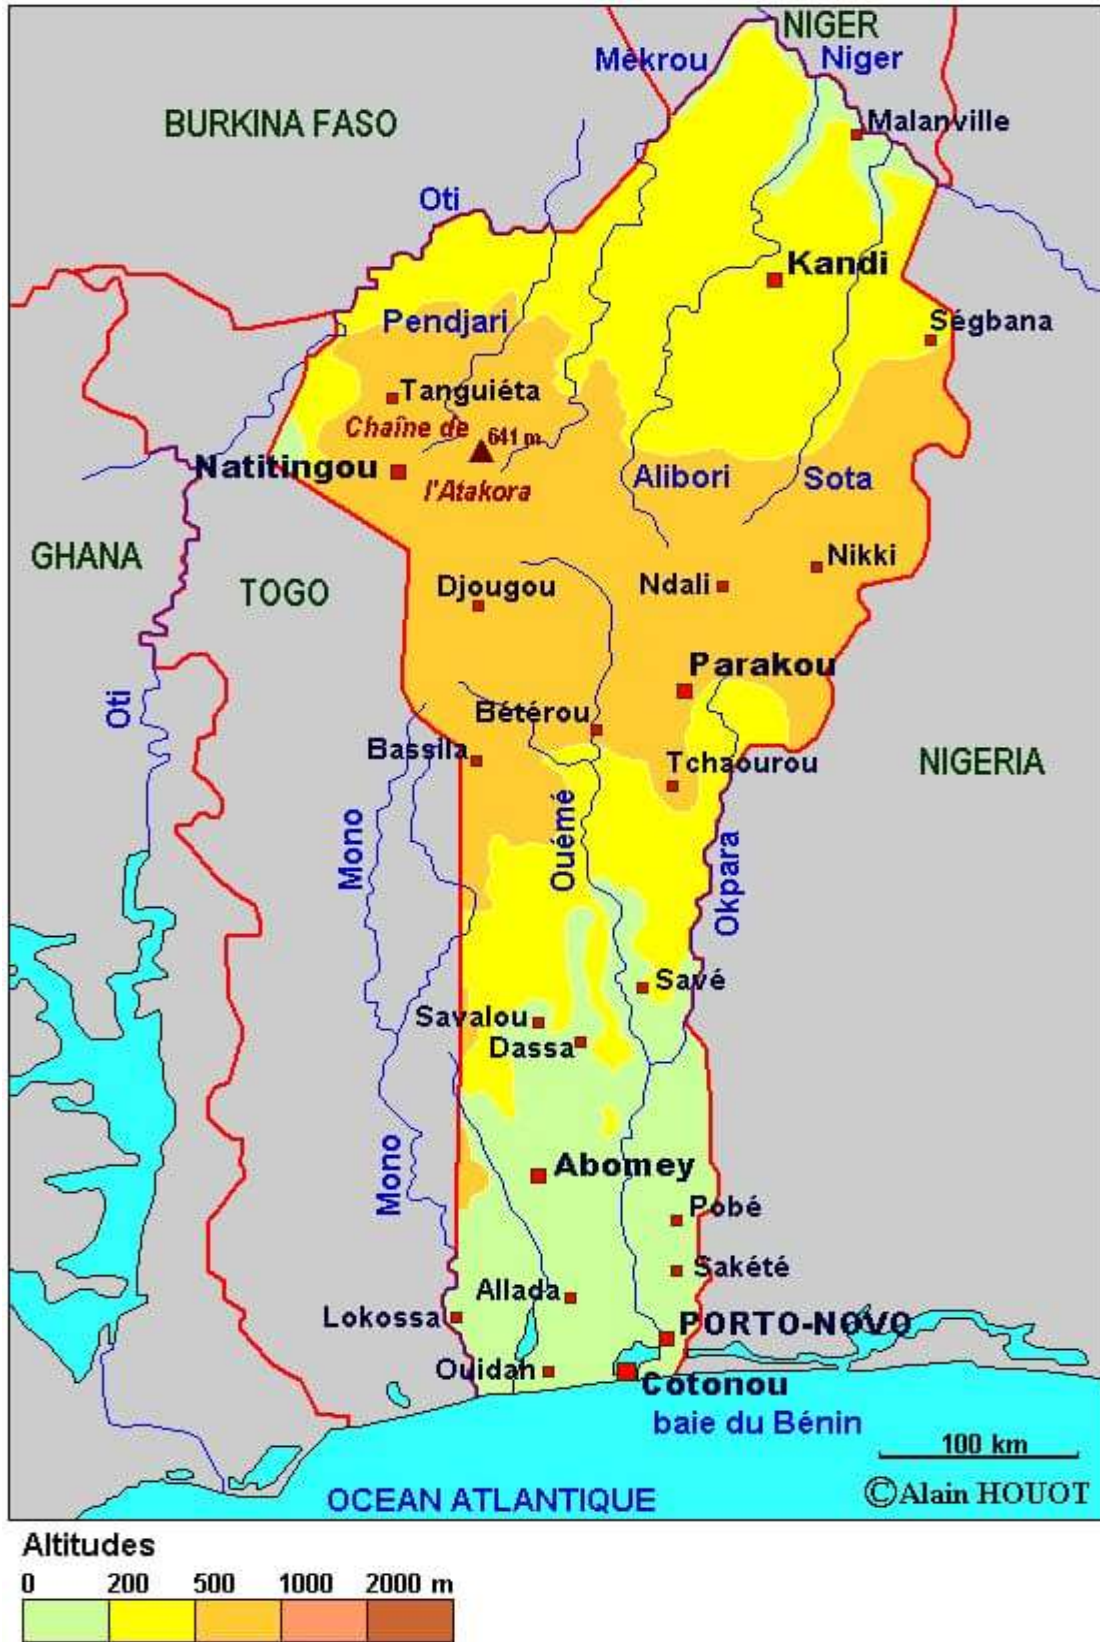 NIGER
Mékrou
Niger
BURKINA FASO
Malanville
Oti
Kandi
Pendjari
Ségbana
Tanguiéta
Chaîne de
641 m
Natitingou
l'Atakora
Alibori
Sota
GHANA
TOGO
Nikki
Djougou
Ndali
Parakou
Oti
Bétérou
Bassila
Tchaourou
NIGERIA
Mono
Ouémé
Okpara
Savé
Savalou
Dassa
Abomey
Mono
Pobé
Sakété
Allada
Lokossa
PORTO-NOVO
Ouidah
Cotonou
baie du Bénin
100 km
OCEAN ATLANTIQUE
©Alain HOUOT
Altitudes
0 200 500 1000 2000 m